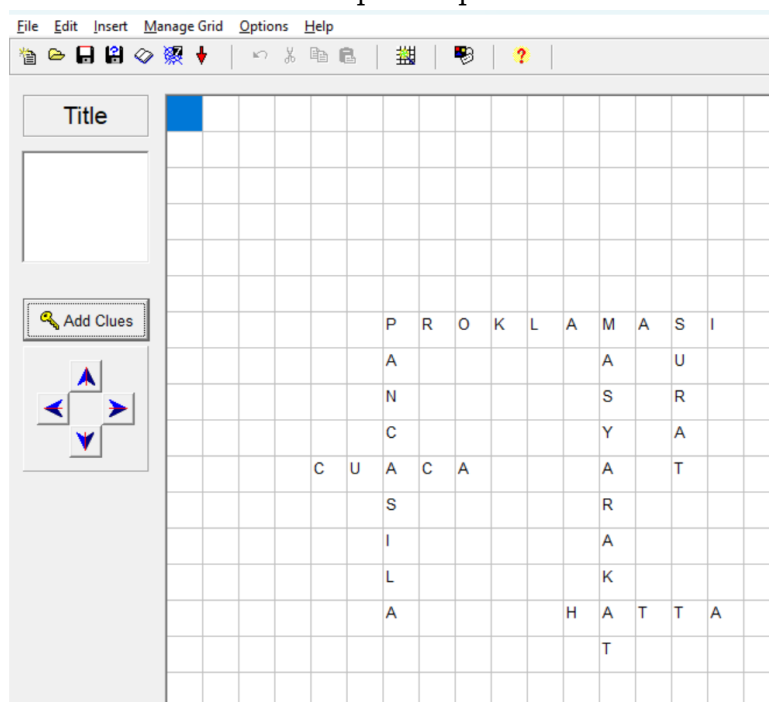 File Edit Insert Manage Grid Options Help
Title
Add Clues
P R O K L A M A S I
A A U
N S R
C Y A
C U A C A A T
S R
I A
L K
A H A T T A
T